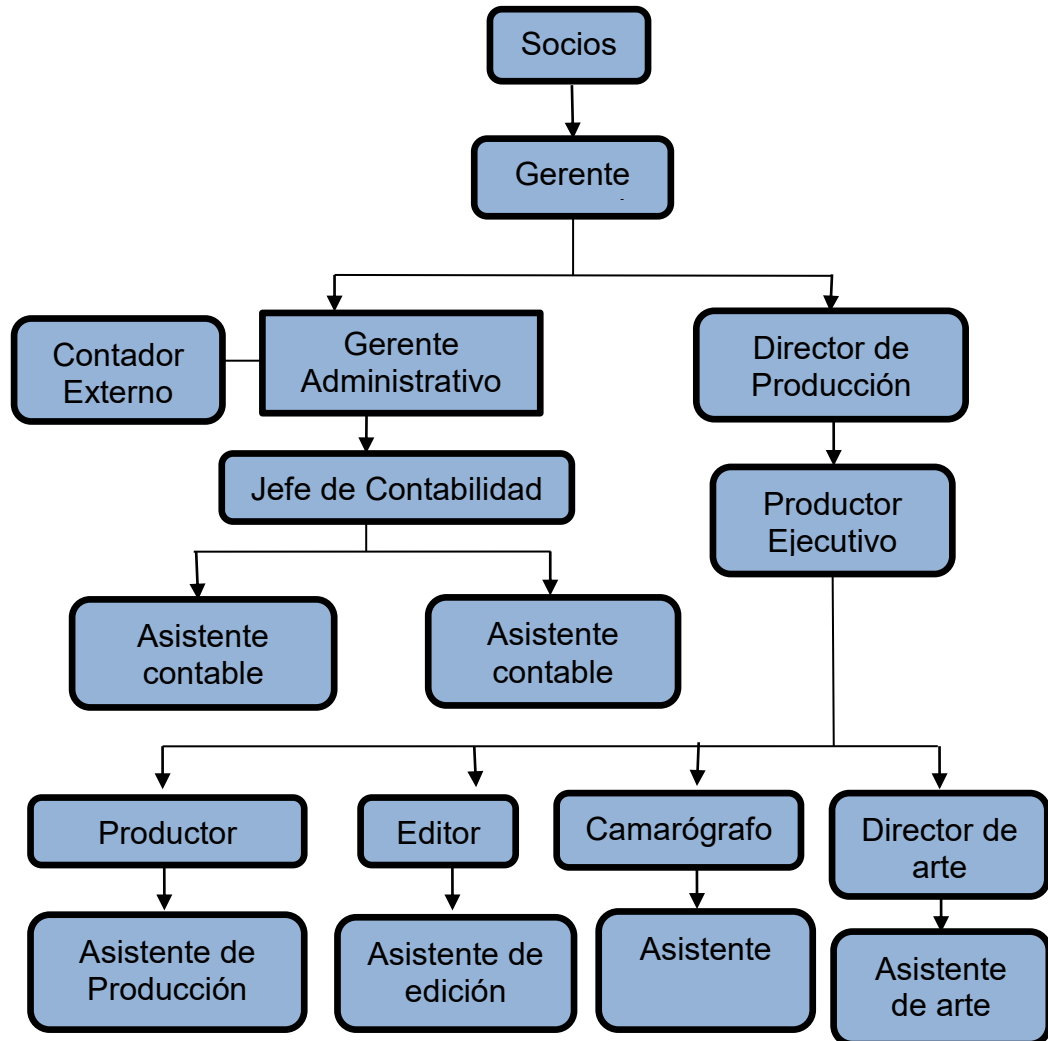 Socios
Gerente
Contador
Externo
Gerente
Administrativo
Director de
Producción
Jefe de Contabilidad
Productor
Ejecutivo
Asistente
contable
Asistente
contable
Productor
Editor
Camarógrafo
Director de
arte
Asistente de
Producción
Asistente de
edición
Asistente
Asistente
de arte